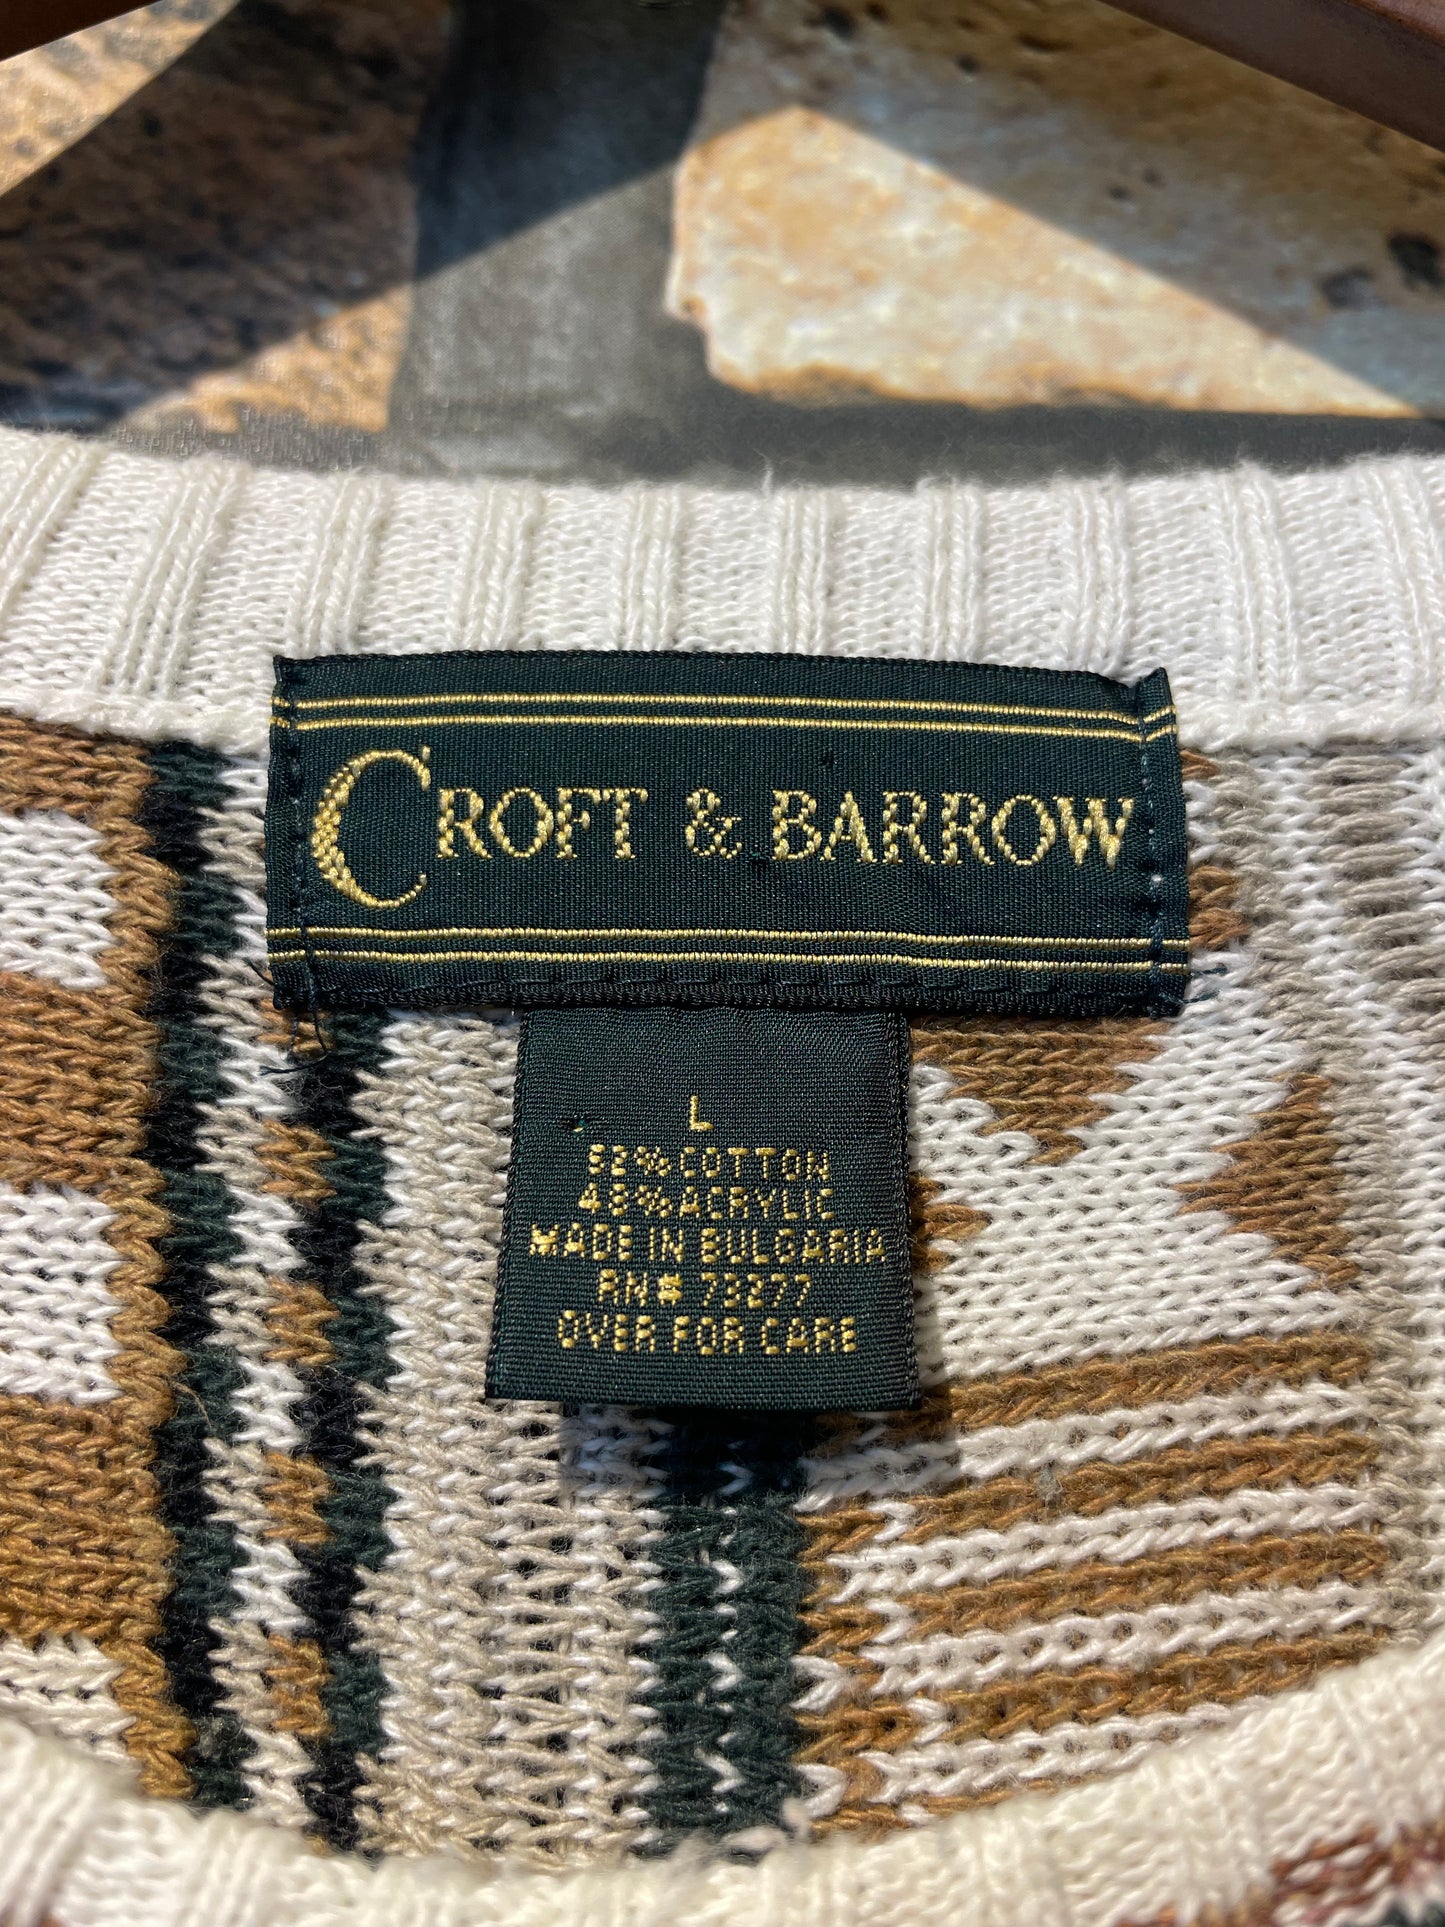 CROFT & BARROW
L
52% COTTON
48% ACRYLIC
MADE IN BULGARIA
RN# 73277
OVER FOR CARE